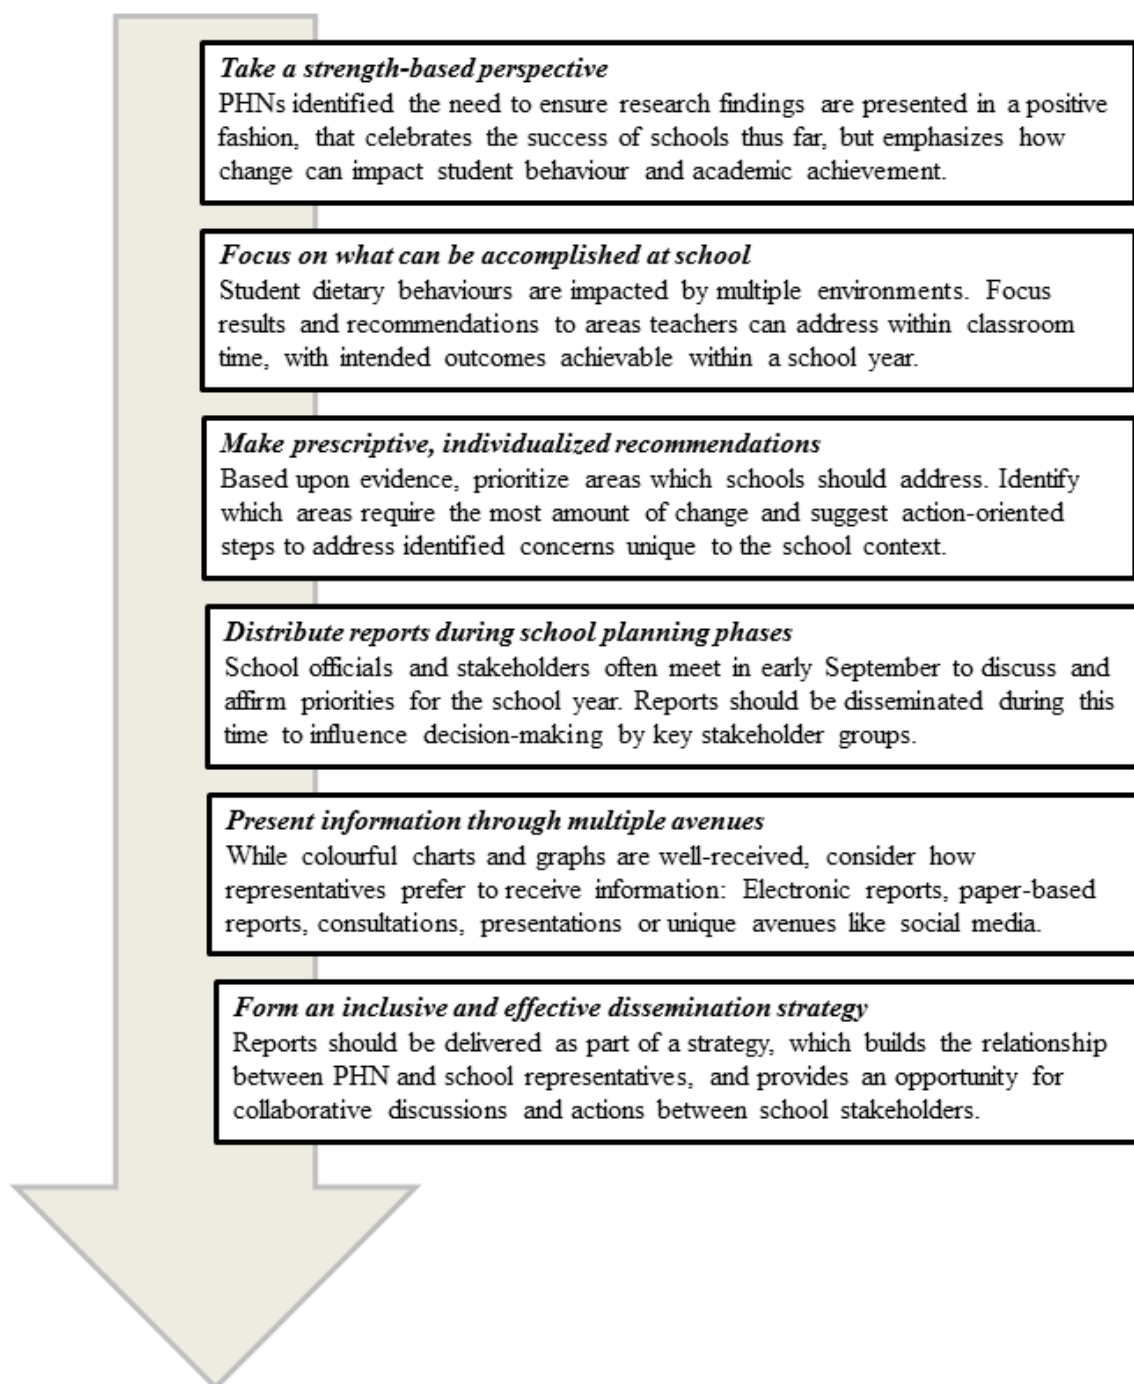 Take a strength-based perspective
PHNs identified the need to ensure research findings are presented in a positive
fashion, that celebrates the success of schools thus far, but emphasizes how
change can impact student behaviour and academic achievement.
Focus on what can be accomplished at school
Student dietary behaviours are impacted by multiple environments. Focus
results and recommendations to areas teachers can address within classroom
time, with intended outcomes achievable within a school year.
Make prescriptive, individualized recommendations
Based upon evidence, prioritize areas which schools should address. Identify
which areas require the most amount of change and suggest action-oriented
steps to address identified concerns unique to the school context.
Distribute reports during school planning phases
School officials and stakeholders often meet in early September to discuss and
affirm priorities for the school year. Reports should be disseminated during this
time to influence decision-making by key stakeholder groups.
Present information through multiple avenues
While colourful charts and graphs are well-received, consider how
representatives prefer to receive information: Electronic reports, paper-based
reports, consultations, presentations or unique avenues like social media.
Form an inclusive and effective dissemination strategy
Reports should be delivered as part of a strategy, which builds the relationship
between PHN and school representatives, and provides an opportunity for
collaborative discussions and actions between school stakeholders.